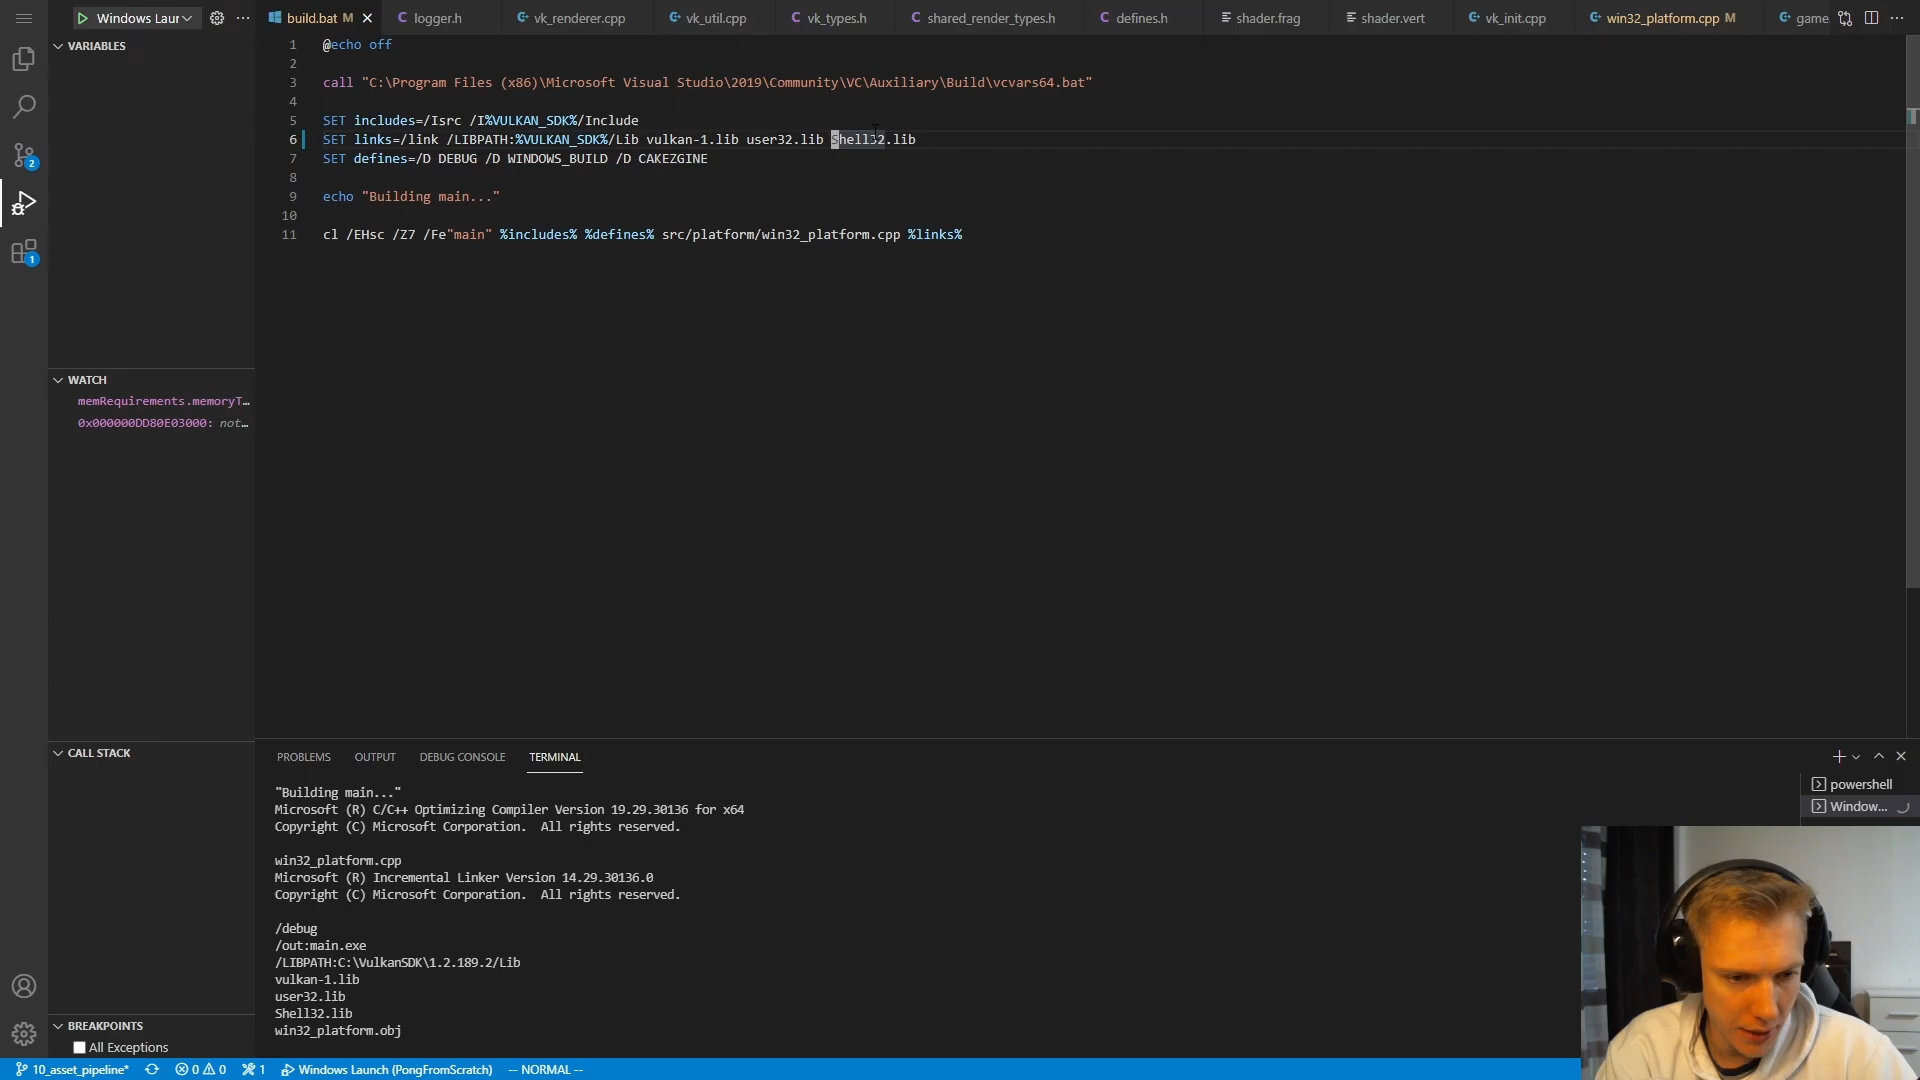 Windows Laur
build.bat M
logger.h
vk_renderer.cpp
vk_util.cpp
vk_types.h
shared_render_types.h
defines.h
shader.frag
shader.vert
vk_init.cpp
win32_platform.cpp M
game
VARIABLES
WATCH
memRequirements.memoryT…
0x000000DD80E03000: not…
CALL STACK
BREAKPOINTS
All Exceptions
2
1
1 @echo off
2
3 call "C:\Program Files (x86)\Microsoft Visual Studio\2019\Community\VC\Auxiliary\Build\vcvars64.bat"
4
5 SET includes=/Isrc /I%VULKAN_SDK%/Include
6 SET links=/link /LIBPATH:%VULKAN_SDK%/Lib vulkan-1.lib user32.lib Shell32.lib
7 SET defines=/D DEBUG /D WINDOWS_BUILD /D CAKEZGINE
8
9 echo "Building main..."
10
11 cl /EHsc /Z7 /Fe"main" %includes% %defines% src/platform/win32_platform.cpp %links%
PROBLEMS OUTPUT DEBUG CONSOLE TERMINAL
"Building main..."
Microsoft (R) C/C++ Optimizing Compiler Version 19.29.30136 for x64
Copyright (C) Microsoft Corporation.  All rights reserved.
win32_platform.cpp
Microsoft (R) Incremental Linker Version 14.29.30136.0
Copyright (C) Microsoft Corporation.  All rights reserved.
/debug
/out:main.exe
/LIBPATH:C:\VulkanSDK\1.2.189.2/Lib
vulkan-1.lib
user32.lib
Shell32.lib
win32_platform.obj
powershell
Window...
10_asset_pipeline* 0 0 1 Windows Launch (PongFromScratch) -- NORMAL --